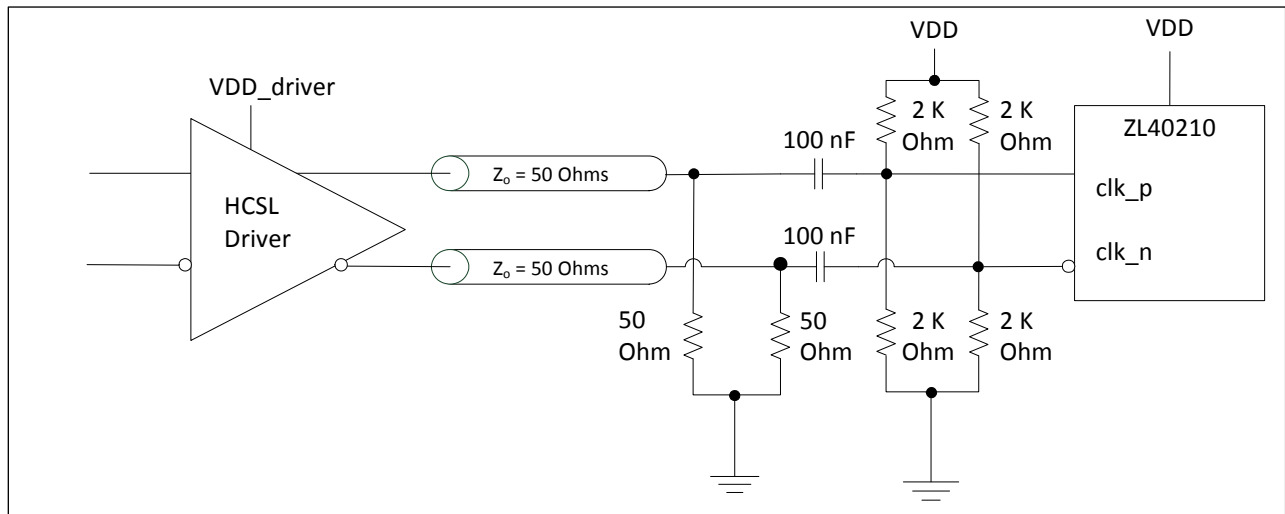 VDD
VDD
VDD_driver
2 K
Ohm
2 K
Ohm
ZL40210
100 nF
Zₒ = 50 Ohms
clk_p
HCSL
Driver
100 nF
clk_n
Zₒ = 50 Ohms
50
Ohm
50
Ohm
2 K
Ohm
2 K
Ohm